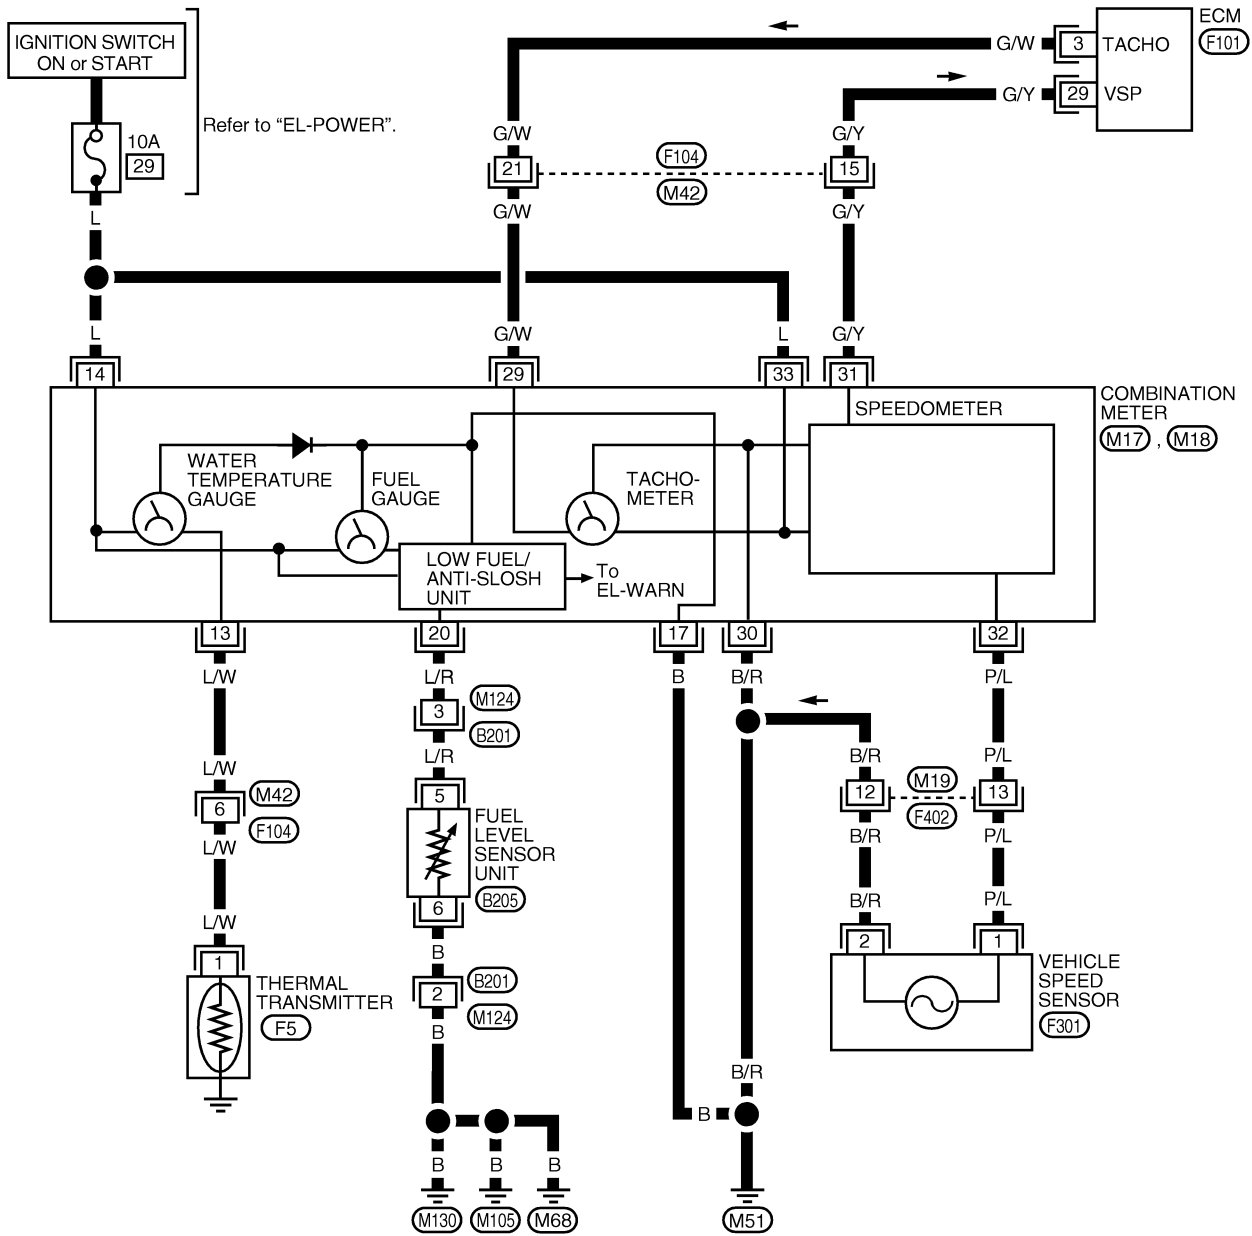 IGNITION SWITCH
ON or START
Refer to “EL-POWER”.
10A
29
L
L
ECM
F101
G/W
3
TACHO
G/Y
29
VSP
G/W
G/Y
21
F104
M42
15
G/W
G/Y
G/W
L
G/Y
14
29
33
31
COMBINATION
METER
M17 , M18
SPEEDOMETER
WATER
TEMPERATURE
GAUGE
FUEL
GAUGE
TACHO-
METER
LOW FUEL/
ANTI-SLOSH
UNIT
To
EL-WARN
13
20
17
30
32
L/W
L/R
B
B/R
P/L
3
M124
B201
L/R
B/R
P/L
L/W
6
M42
F104
L/W
12
M19
F402
13
B/R
P/L
5
FUEL
LEVEL
SENSOR
UNIT
B205
6
L/W
B/R
P/L
1
THERMAL
TRANSMITTER
F5
B
2
B201
M124
B
2
1
VEHICLE
SPEED
SENSOR
F301
B/R
B
B
B
B
M130
M105
M68
M51